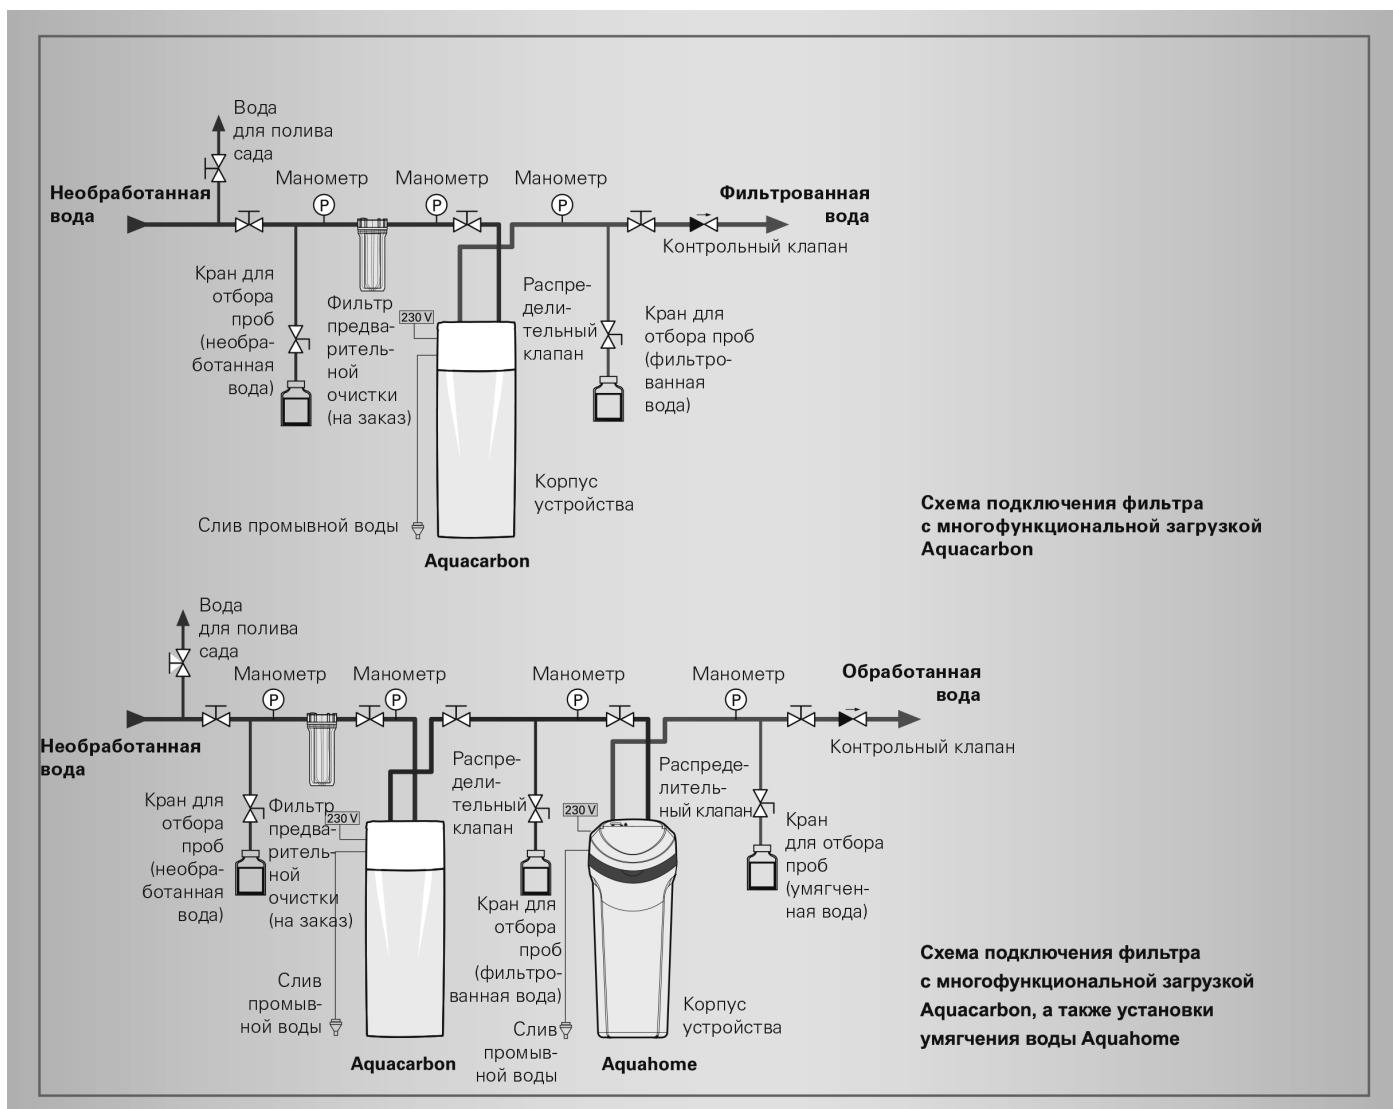 Вода
для полива
сада
Необработанная
вода
Манометр
P
Манометр
P
Манометр
P
Фильтрованная
вода
Контрольный клапан
Кран для
отбора
проб
(необра-
ботанная
вода)
Фильтр
предва-
ритель-
ной
очистки
(на заказ)
230 V
Распре-
дели-
тельный
клапан
Кран для
отбора проб
(фильтро-
ванная
вода)
Корпус
устройства
Слив промывной воды
Aquacarbon
Схема подключения фильтра
с многофункциональной загрузкой
Aquacarbon
Вода
для полива
сада
Необработанная
вода
Манометр
P
Манометр
P
Манометр
P
Манометр
P
Обработанная
вода
Контрольный клапан
Кран для
отбора
проб
(необра-
ботанная
вода)
Фильтр
предва-
ритель-
ной
очистки
(на заказ)
230 V
Распре-
дели-
тельный
клапан
Кран для
отбора
проб
(фильтро-
ванная вода)
230 V
Распреде-
литель-
ный клапан
Кран
для отбора
проб
(умягчен-
ная вода)
Слив
промыв-
ной воды
Aquacarbon
Слив
промыв-
ной воды
Корпус
устройства
Aquahome
Схема подключения фильтра
с многофункциональной загрузкой
Aquacarbon, а также установки
умягчения воды Aquahome